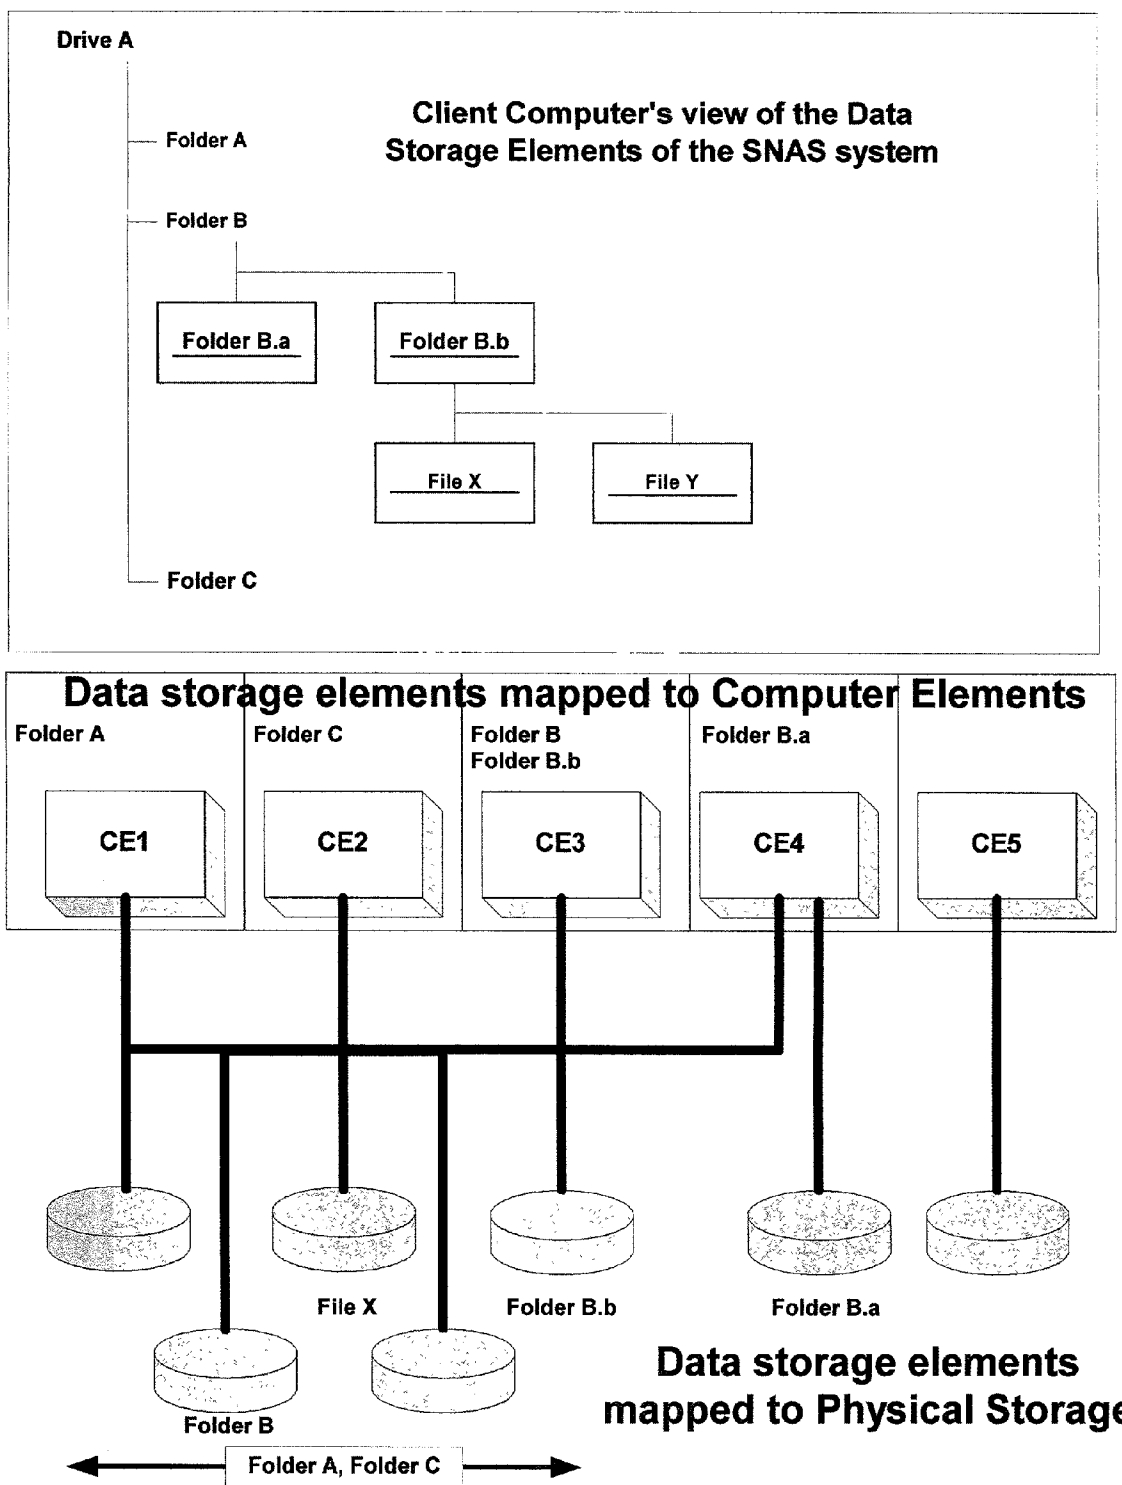 Drive A
Client Computer's view of the Data
Storage Elements of the SNAS system
Folder A
Folder B
Folder B.a
Folder B.b
File X
File Y
Folder C
Data storage elements mapped to Computer Elements
Folder A
Folder C
Folder B
Folder B.b
Folder B.a
CE1
CE2
CE3
CE4
CE5
File X
Folder B.b
Folder B.a
Data storage elements
mapped to Physical Storage
Folder B
Folder A, Folder C